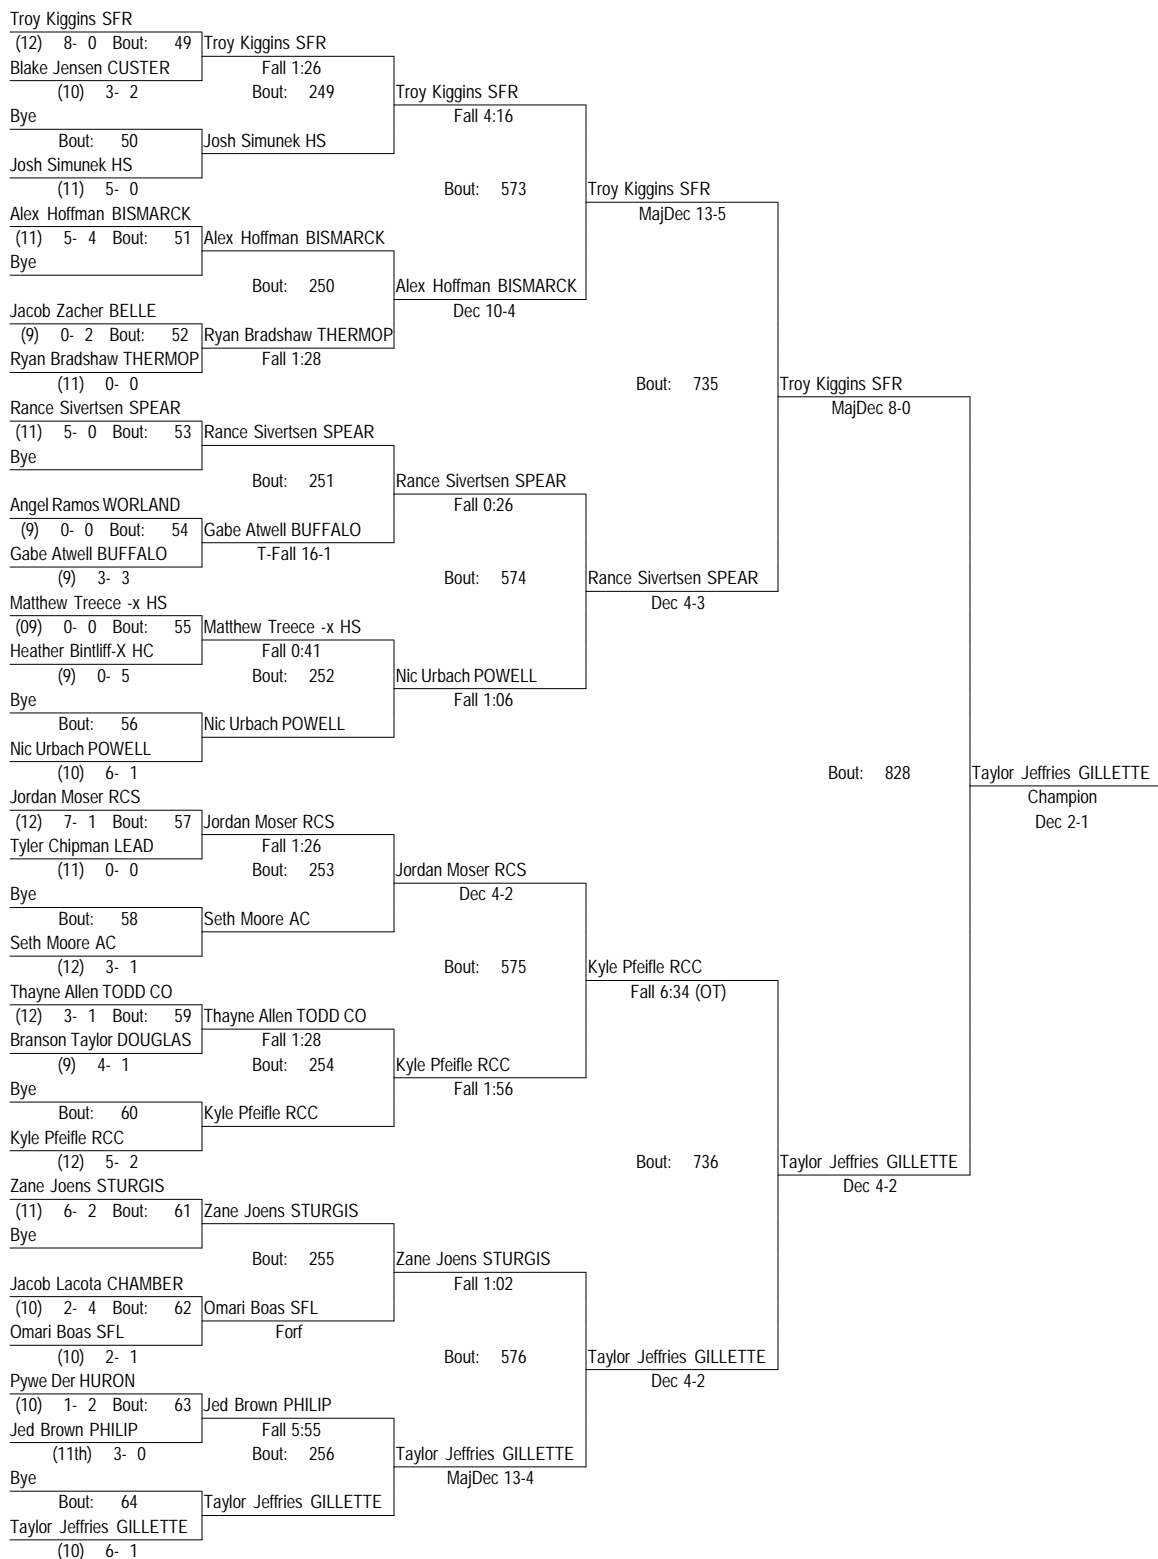 Troy Kiggins SFR
(12) 8- 0 Bout: 49 Troy Kiggins SFR
Blake Jensen CUSTER Fall 1:26
(10) 3- 2 Bout: 249 Troy Kiggins SFR
Bye Fall 4:16
Bout: 50 Josh Simunek HS
Josh Simunek HS
(11) 5- 0 Bout: 573 Troy Kiggins SFR
Alex Hoffman BISMARCK MajDec 13-5
(11) 5- 4 Bout: 51 Alex Hoffman BISMARCK
Bye
Bout: 250 Alex Hoffman BISMARCK
Jacob Zacher BELLE Dec 10-4
(9) 0- 2 Bout: 52 Ryan Bradshaw THERMOP
Ryan Bradshaw THERMOP Fall 1:28
(11) 0- 0 Bout: 735 Troy Kiggins SFR
Rance Sivertsen SPEAR MajDec 8-0
(11) 5- 0 Bout: 53 Rance Sivertsen SPEAR
Bye
Bout: 251 Rance Sivertsen SPEAR
Angel Ramos WORLAND Fall 0:26
(9) 0- 0 Bout: 54 Gabe Atwell BUFFALO
Gabe Atwell BUFFALO T-Fall 16-1
(9) 3- 3 Bout: 574 Rance Sivertsen SPEAR
Matthew Treece -x HS Dec 4-3
(09) 0- 0 Bout: 55 Matthew Treece -x HS
Heather Bintliff-X HC Fall 0:41
(9) 0- 5 Bout: 252 Nic Urbach POWELL
Bye Fall 1:06
Bout: 56 Nic Urbach POWELL
Nic Urbach POWELL
(10) 6- 1 Bout: 828 Taylor Jeffries GILLETTE
Jordan Moser RCS Champion
(12) 7- 1 Bout: 57 Jordan Moser RCS Dec 2-1
Tyler Chipman LEAD Fall 1:26
(11) 0- 0 Bout: 253 Jordan Moser RCS
Bye Dec 4-2
Bout: 58 Seth Moore AC
Seth Moore AC
(12) 3- 1 Bout: 575 Kyle Pfeifle RCC
Thayne Allen TODD CO Fall 6:34 (OT)
(12) 3- 1 Bout: 59 Thayne Allen TODD CO
Branson Taylor DOUGLAS Fall 1:28
(9) 4- 1 Bout: 254 Kyle Pfeifle RCC
Bye Fall 1:56
Bout: 60 Kyle Pfeifle RCC
Kyle Pfeifle RCC
(12) 5- 2 Bout: 736 Taylor Jeffries GILLETTE
Zane Joens STURGIS Dec 4-2
(11) 6- 2 Bout: 61 Zane Joens STURGIS
Bye
Bout: 255 Zane Joens STURGIS
Jacob Lacota CHAMBER Fall 1:02
(10) 2- 4 Bout: 62 Omari Boas SFL
Omari Boas SFL Forf
(10) 2- 1 Bout: 576 Taylor Jeffries GILLETTE
Pywe Der HURON Dec 4-2
(10) 1- 2 Bout: 63 Jed Brown PHILIP
Jed Brown PHILIP Fall 5:55
(11th) 3- 0 Bout: 256 Taylor Jeffries GILLETTE
Bye MajDec 13-4
Bout: 64 Taylor Jeffries GILLETTE
Taylor Jeffries GILLETTE
(10) 6- 1